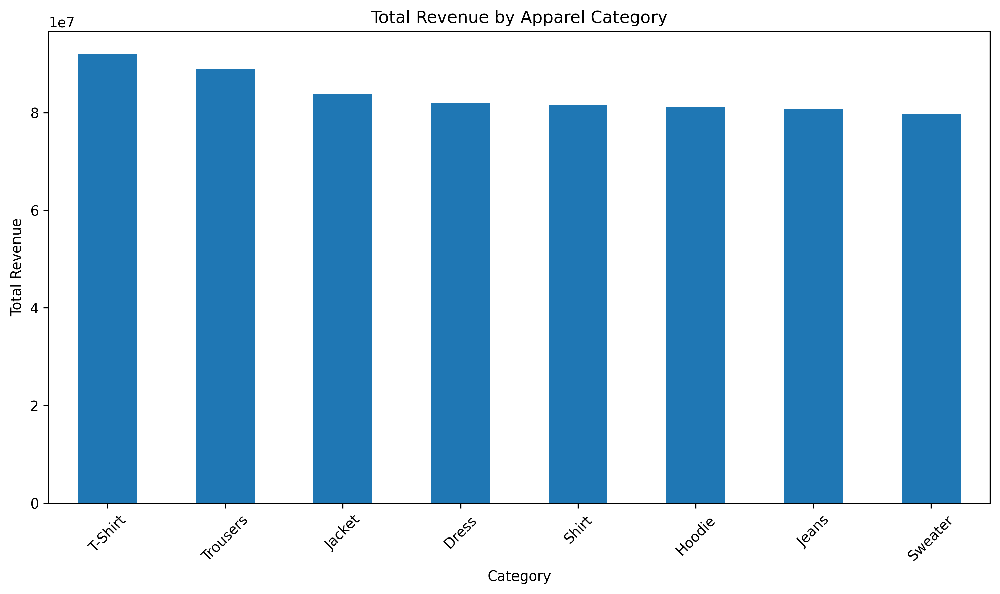 Total Revenue by Apparel Category
1e7
8
6
4
2
0
Total Revenue
T-Shirt
Trousers
Jacket
Dress
Shirt
Hoodie
Jeans
Sweater
Category